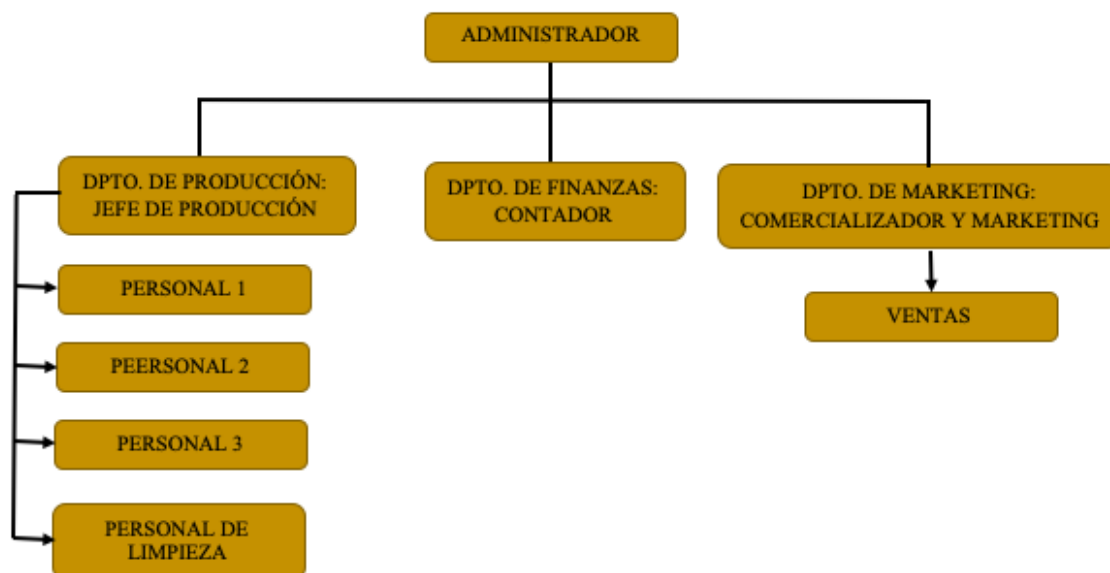 ADMINISTRADOR
DPTO. DE PRODUCCIÓN:
JEFE DE PRODUCCIÓN
DPTO. DE FINANZAS:
CONTADOR
DPTO. DE MARKETING:
COMERCIALIZADOR Y MARKETING
PERSONAL 1
PEERSONAL 2
PERSONAL 3
PERSONAL DE
LIMPIEZA
VENTAS